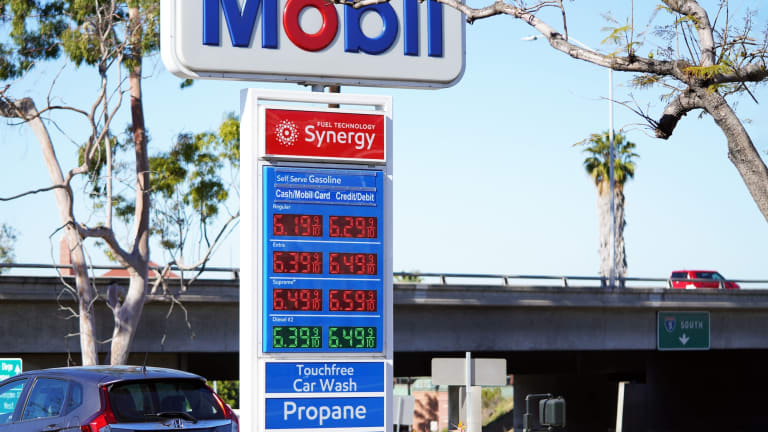 Mobil
FUEL TECHNOLOGY
Synergy
Self Serve Gasoline
Cash/Mobil Card Credit/Debit
Regular
6.19 9/10 6.29 9/10
Extra
6.39 9/10 6.49 9/10
Supreme+
6.49 9/10 6.59 9/10
Diesel #2
6.39 9/10 6.49 9/10
Touchfree
Car Wash
Propane
5 SOUTH